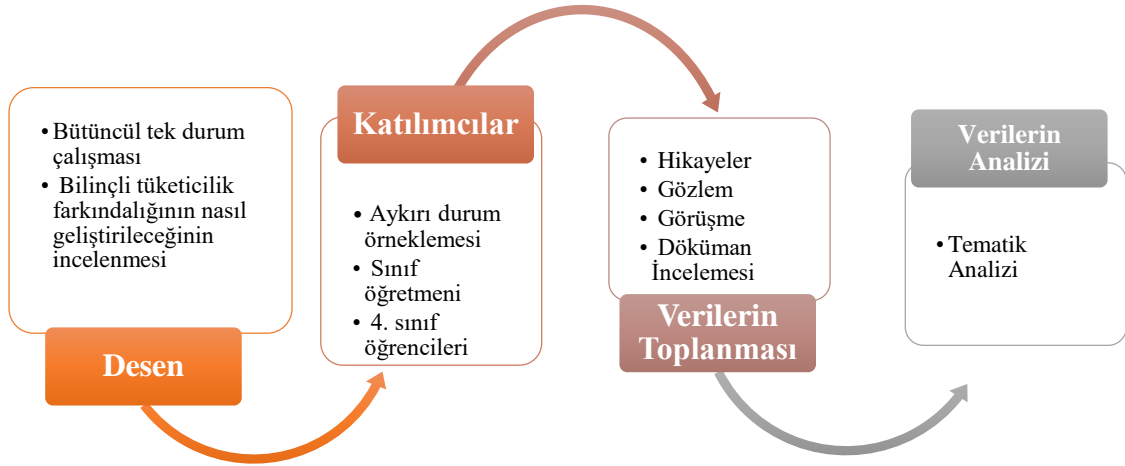 • Bütüncül tek durum
çalışması
• Bilinçli tüketicilik
farkındalığının nasıl
geliştirileceğinin
incelenmesi
Desen
Katılımcılar
• Aykırı durum
örneklemesi
• Sınıf
öğretmeni
• 4. sınıf
öğrencileri
• Hikayeler
• Gözlem
• Görüşme
• Döküman
İncelemesi
Verilerin
Toplanması
Verilerin
Analizi
• Tematik
Analizi